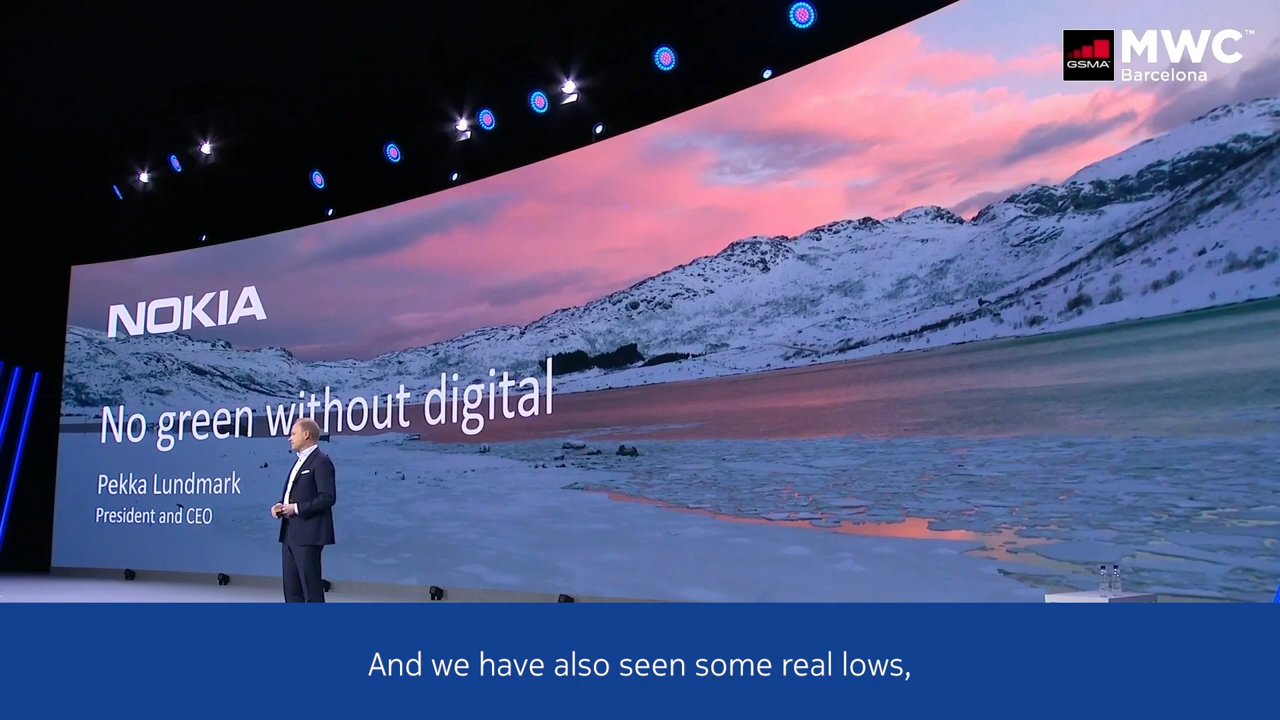 GSMA
MWC™
Barcelona
NOKIA
No green without digital
Pekka Lundmark
President and CEO
And we have also seen some real lows,